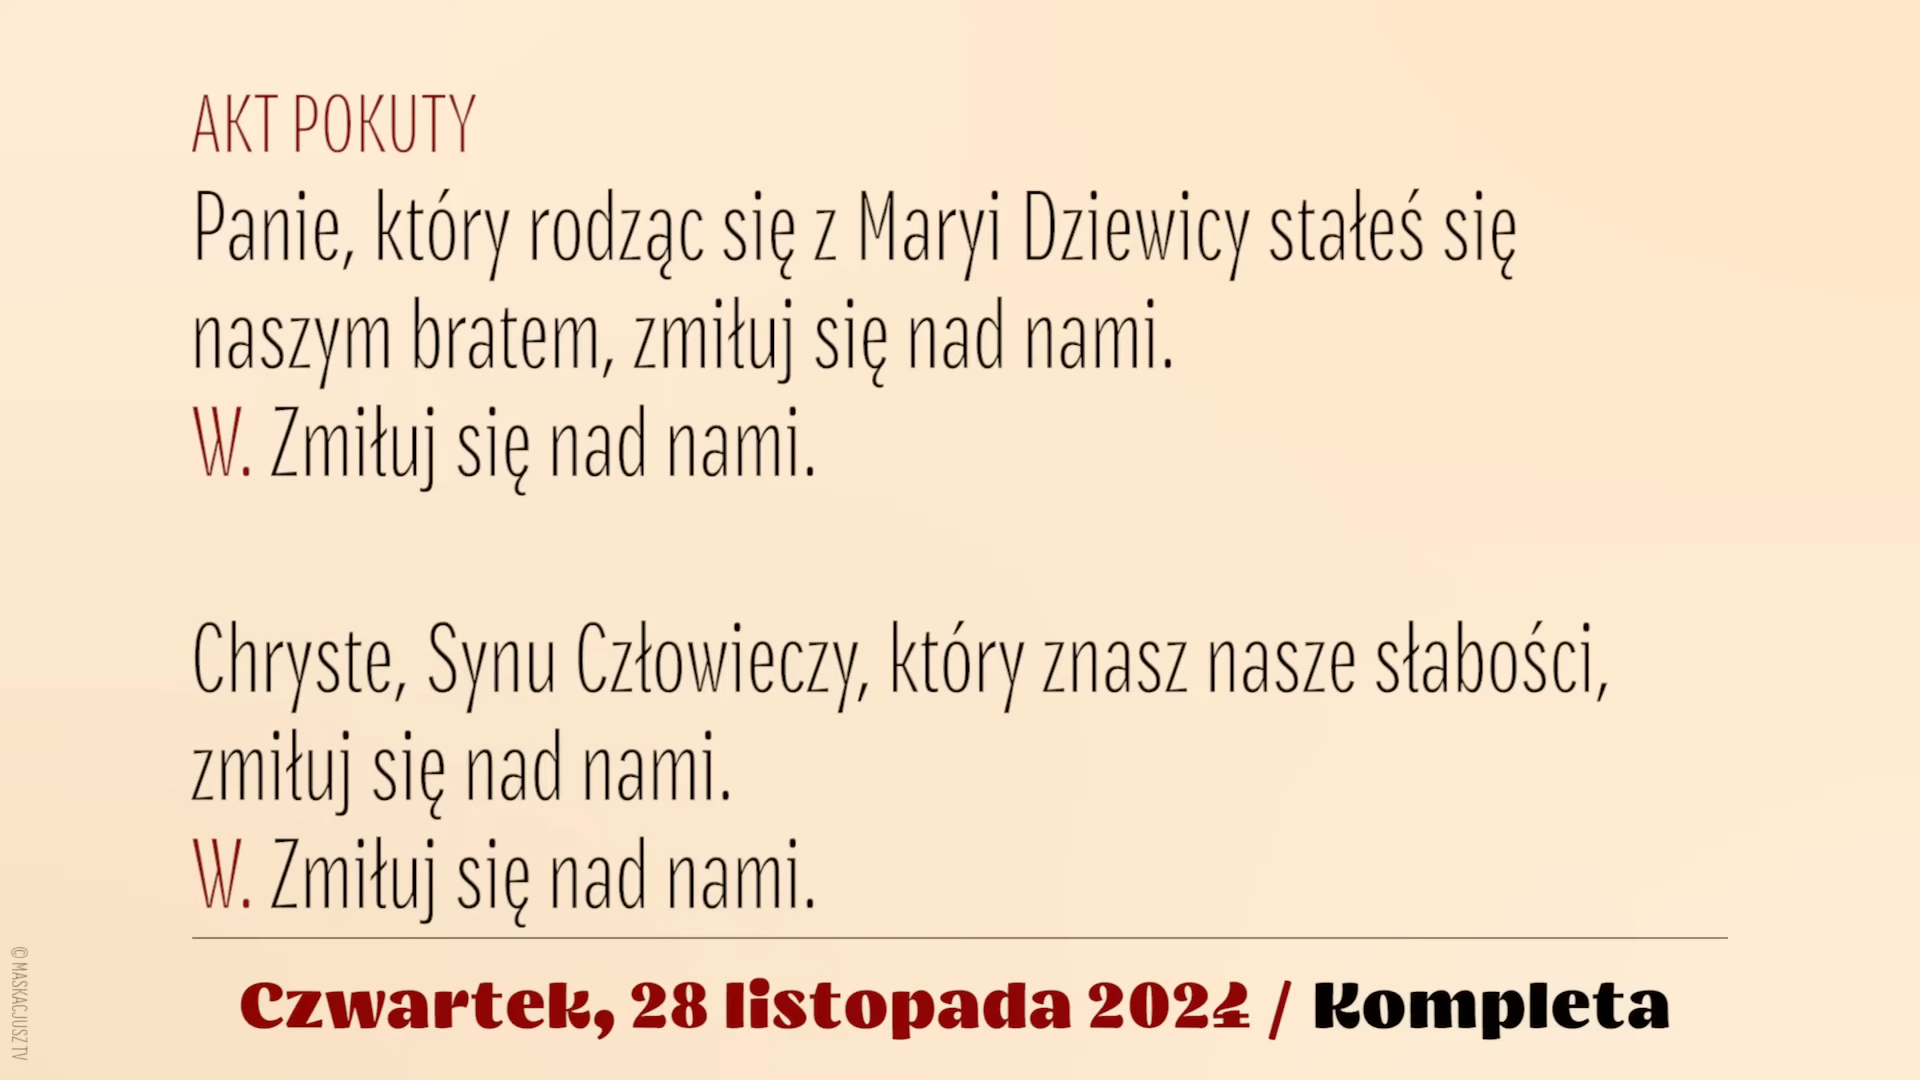 AKT POKUTY
Panie, który rodząc się z Maryi Dziewicy stałeś się
naszym bratem, zmiłuj się nad nami.
W. Zmiłuj się nad nami.
Chryste, Synu Człowieczy, który znasz nasze słabości,
zmiłuj się nad nami.
W. Zmiłuj się nad nami.
Czwartek, 28 listopada 2024 / Kompleta
© MASKACJUSZ TV